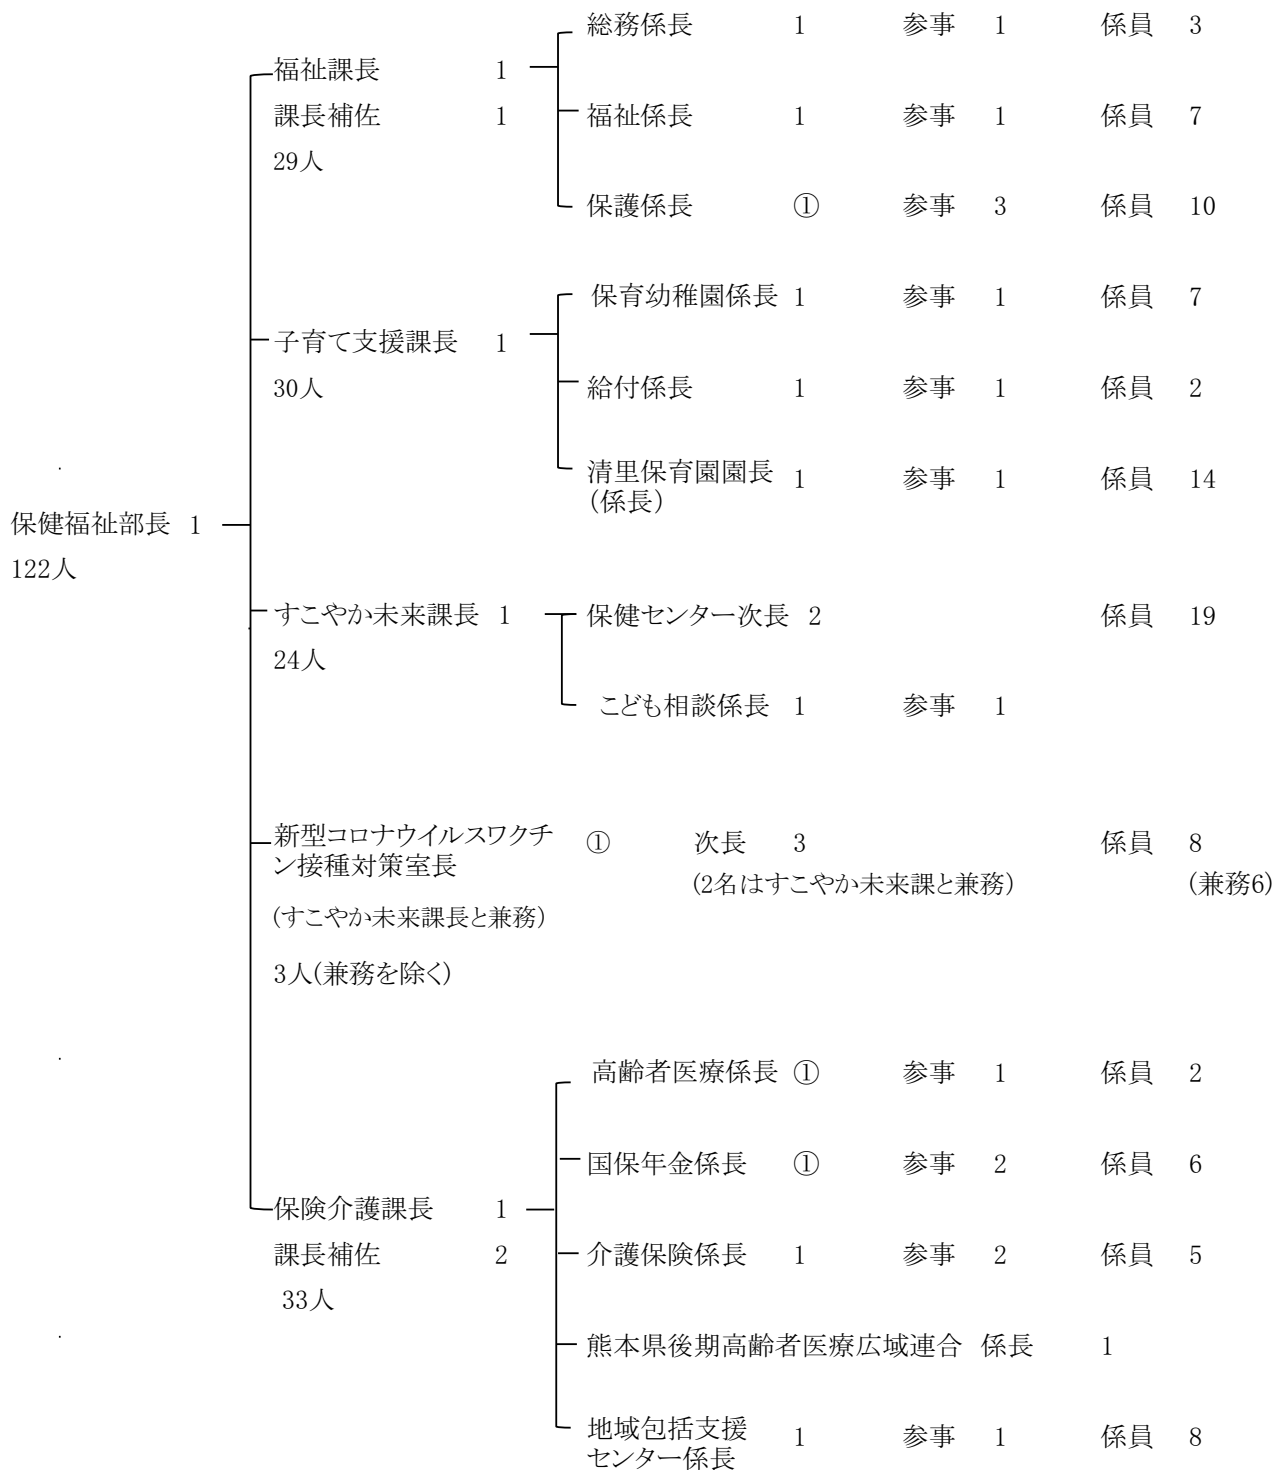 総務係長 1 参事 1 係員 3
福祉課長 1
課長補佐 1 福祉係長 1 参事 1 係員 7
29人
保護係長 ① 参事 3 係員 10
保育幼稚園係長 1 参事 1 係員 7
子育て支援課長 1
30人 給付係長 1 参事 1 係員 2
清里保育園園長 1 参事 1 係員 14
(係長)
保健福祉部長 1
122人
すこやか未来課長 1 保健センター次長 2 係員 19
24人
こども相談係長 1 参事 1
新型コロナウイルスワクチ ① 次長 3 係員 8
ン接種対策室長
(2名はすこやか未来課と兼務) (兼務6)
(すこやか未来課長と兼務)
3人(兼務を除く)
高齢者医療係長 ① 参事 1 係員 2
国保年金係長 ① 参事 2 係員 6
保険介護課長 1
課長補佐 2 介護保険係長 1 参事 2 係員 5
33人
熊本県後期高齢者医療広域連合 係長 1
地域包括支援 1 参事 1 係員 8
センター係長